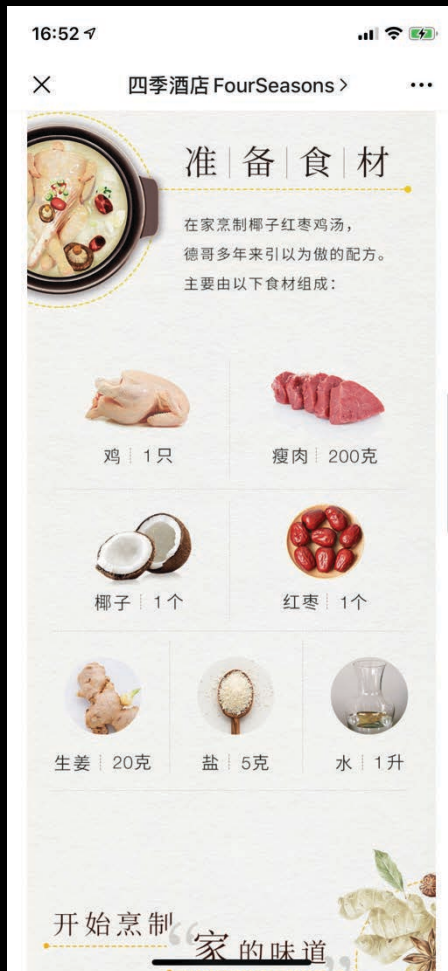 16:52
四季酒店 FourSeasons
准备食材
在家烹制椰子红枣鸡汤，
德哥多年来引以为傲的配方。
主要由以下食材组成：
鸡 1只
瘦肉 200克
椰子 1个
红枣 1个
生姜 20克
盐 5克
水 1升
开始烹制
“家的味道”